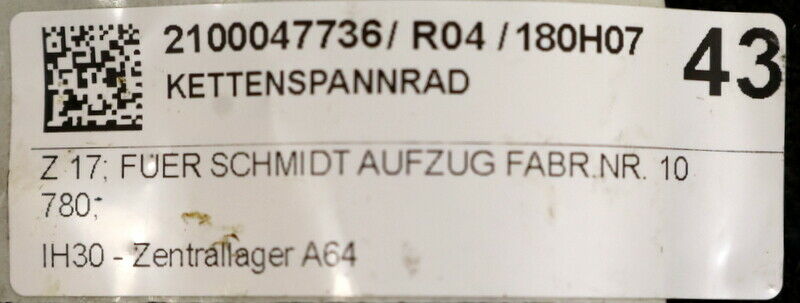 2100047736/ R04 /180H07 43
KETTENSPANNRAD
Z 17; FUER SCHMIDT AUFZUG FABR.NR. 10
780;
IH30 - Zentrallager A64